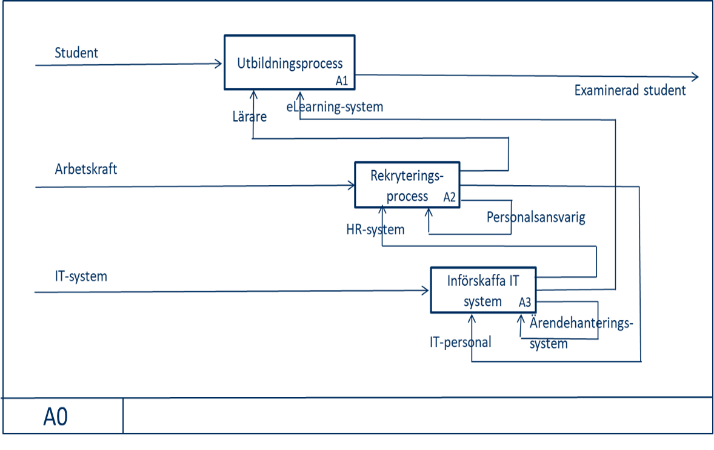 Student
Utbildningsprocess
A1
Examinerad student
eLearning-system
Lärare
Arbetskraft
Rekryterings-
process
A2
Personalsansvarig
HR-system
IT-system
Införskaffa IT
system
A3
Ärendehanterings-
system
IT-personal
A0